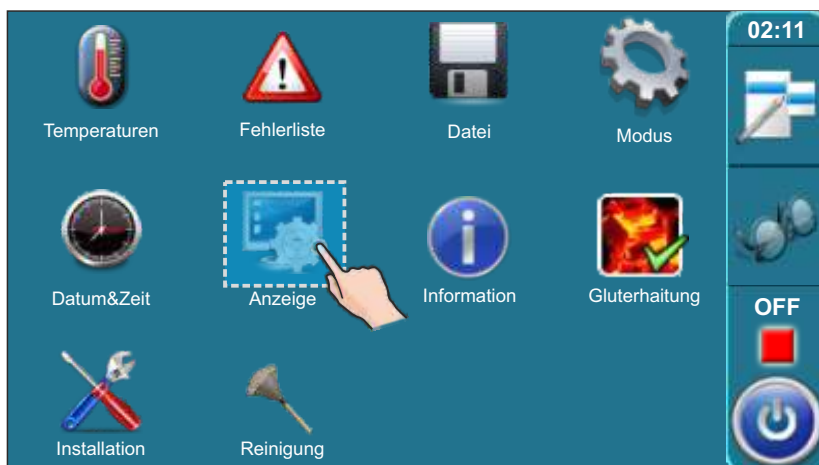 02:11
Temperaturen
Fehlerliste
Datei
Modus
Datum&Zeit
Anzeige
Information
Gluterhaitung
OFF
Installation
Reinigung